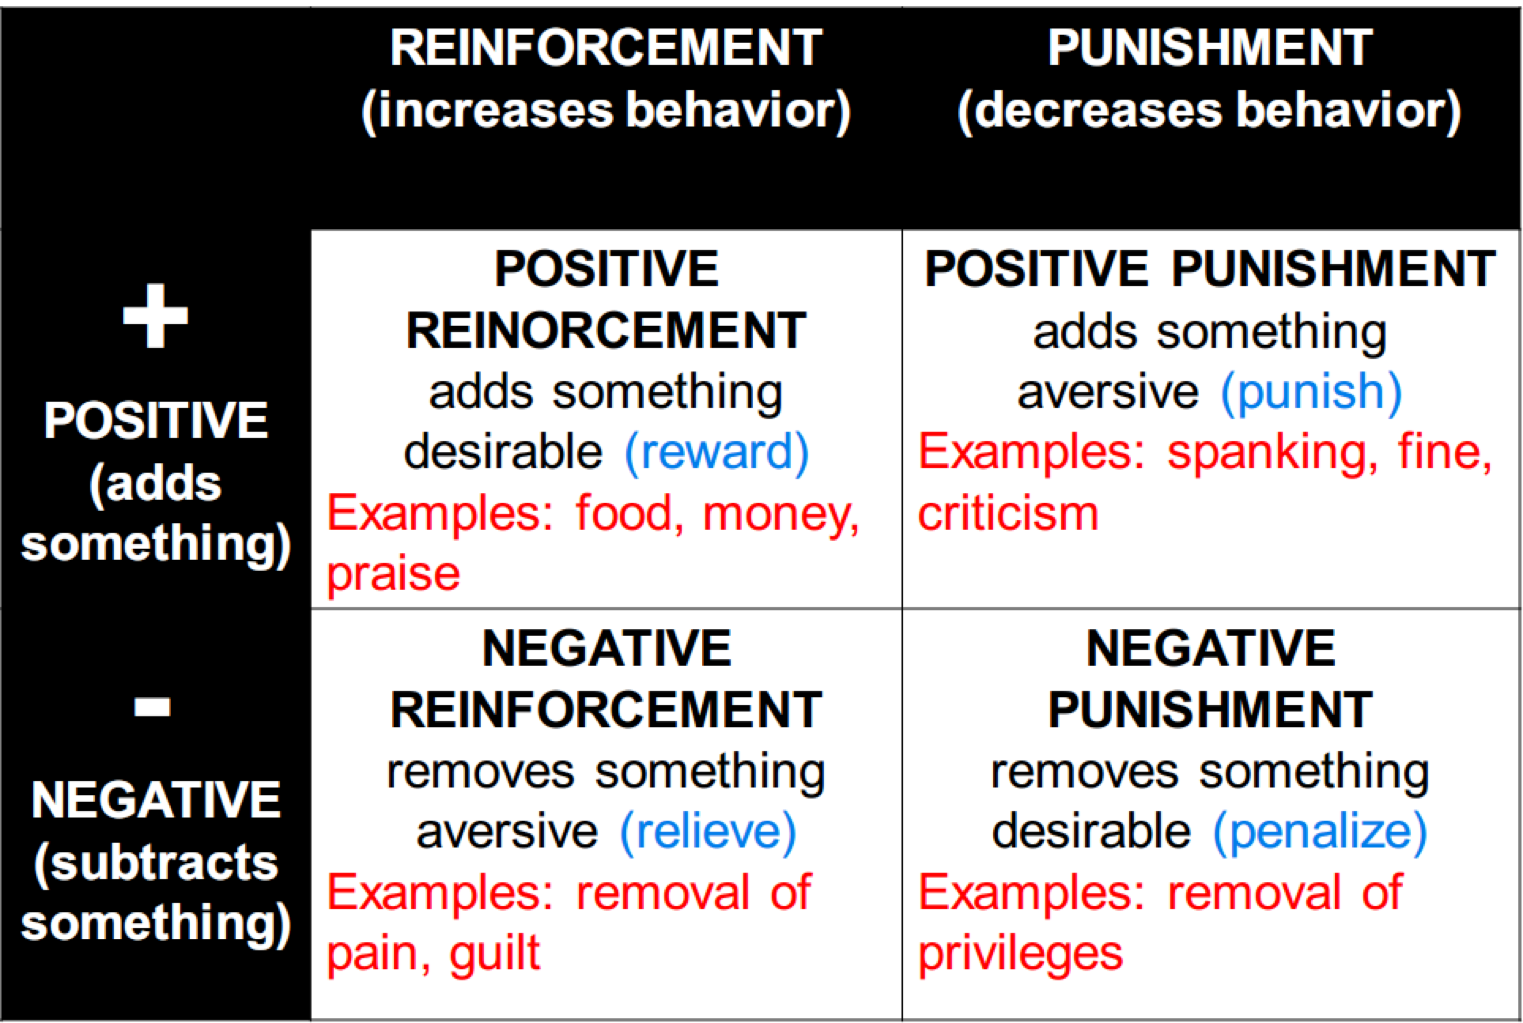 REINFORCEMENT
(increases behavior)
PUNISHMENT
(decreases behavior)
+
POSITIVE
(adds
something)
POSITIVE
REINORCEMENT
adds something
desirable (reward)
Examples: food, money,
praise
POSITIVE PUNISHMENT
adds something
aversive (punish)
Examples: spanking, fine,
criticism
-
NEGATIVE
(subtracts
something)
NEGATIVE
REINFORCEMENT
removes something
aversive (relieve)
Examples: removal of
pain, guilt
NEGATIVE
PUNISHMENT
removes something
desirable (penalize)
Examples: removal of
privileges